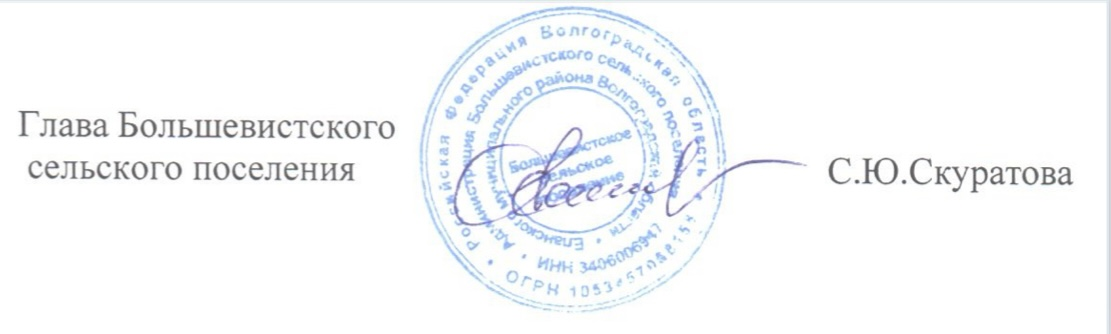 Глава Большевистского
сельского поселения
С.Ю.Скуратова
Российская Федерация Волгоградская область
Администрация Большевистского сельского поселения
Еланского муниципального района Волгоградской области
ИНН 3406006947
ОГРН
Большевистское
сельское
поселение